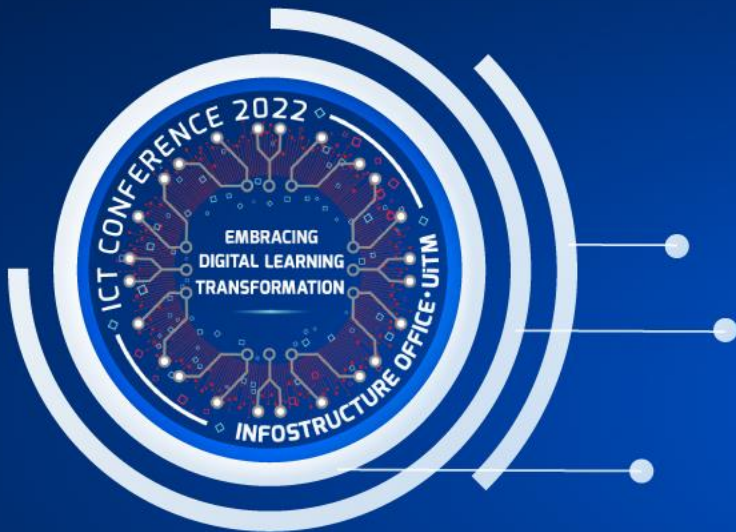 ICT CONFERENCE 2022
EMBRACING
DIGITAL LEARNING
TRANSFORMATION
INFOSTRUCTURE OFFICE • UiTM